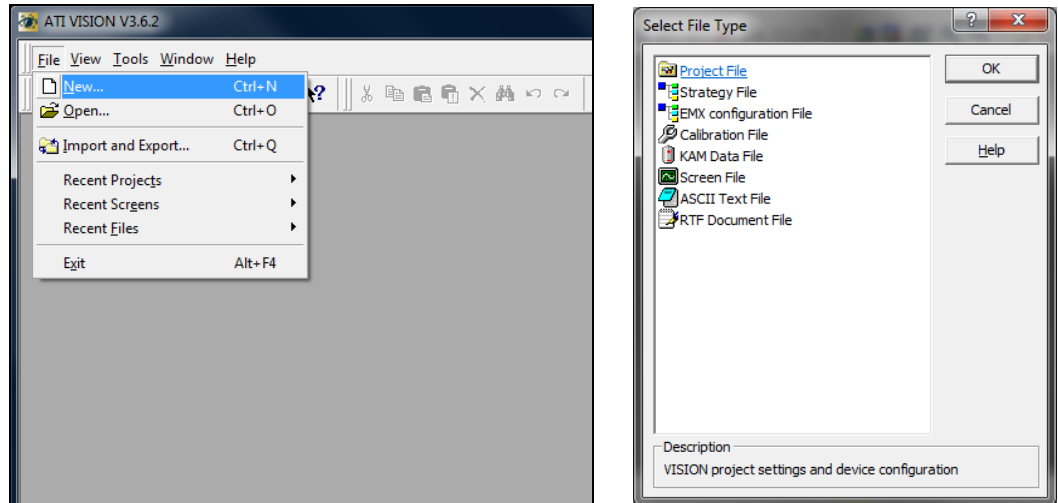 ATI VISION V3.6.2
File View Tools Window Help
New... Ctrl+N
Open... Ctrl+O
Import and Export... Ctrl+Q
Recent Projects
Recent Screens
Recent Files
Exit Alt+F4
Select File Type
Project File
Strategy File
EMX configuration File
Calibration File
KAM Data File
Screen File
ASCII Text File
RTF Document File
OK
Cancel
Help
Description
VISION project settings and device configuration